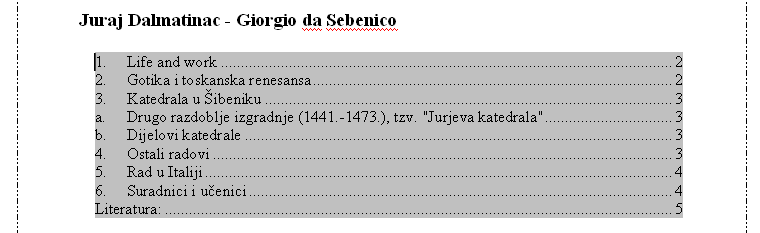 Juraj Dalmatinac - Giorgio da Sebenico
1. Life and work 2
2. Gotika i toskanska renesansa 2
3. Katedrala u Šibeniku 3
a. Drugo razdoblje izgradnje (1441.-1473.), tzv. "Jurjeva katedrala" 3
b. Dijelovi katedrale 3
4. Ostali radovi 3
5. Rad u Italiji 4
6. Suradnici i učenici 4
Literatura: 5